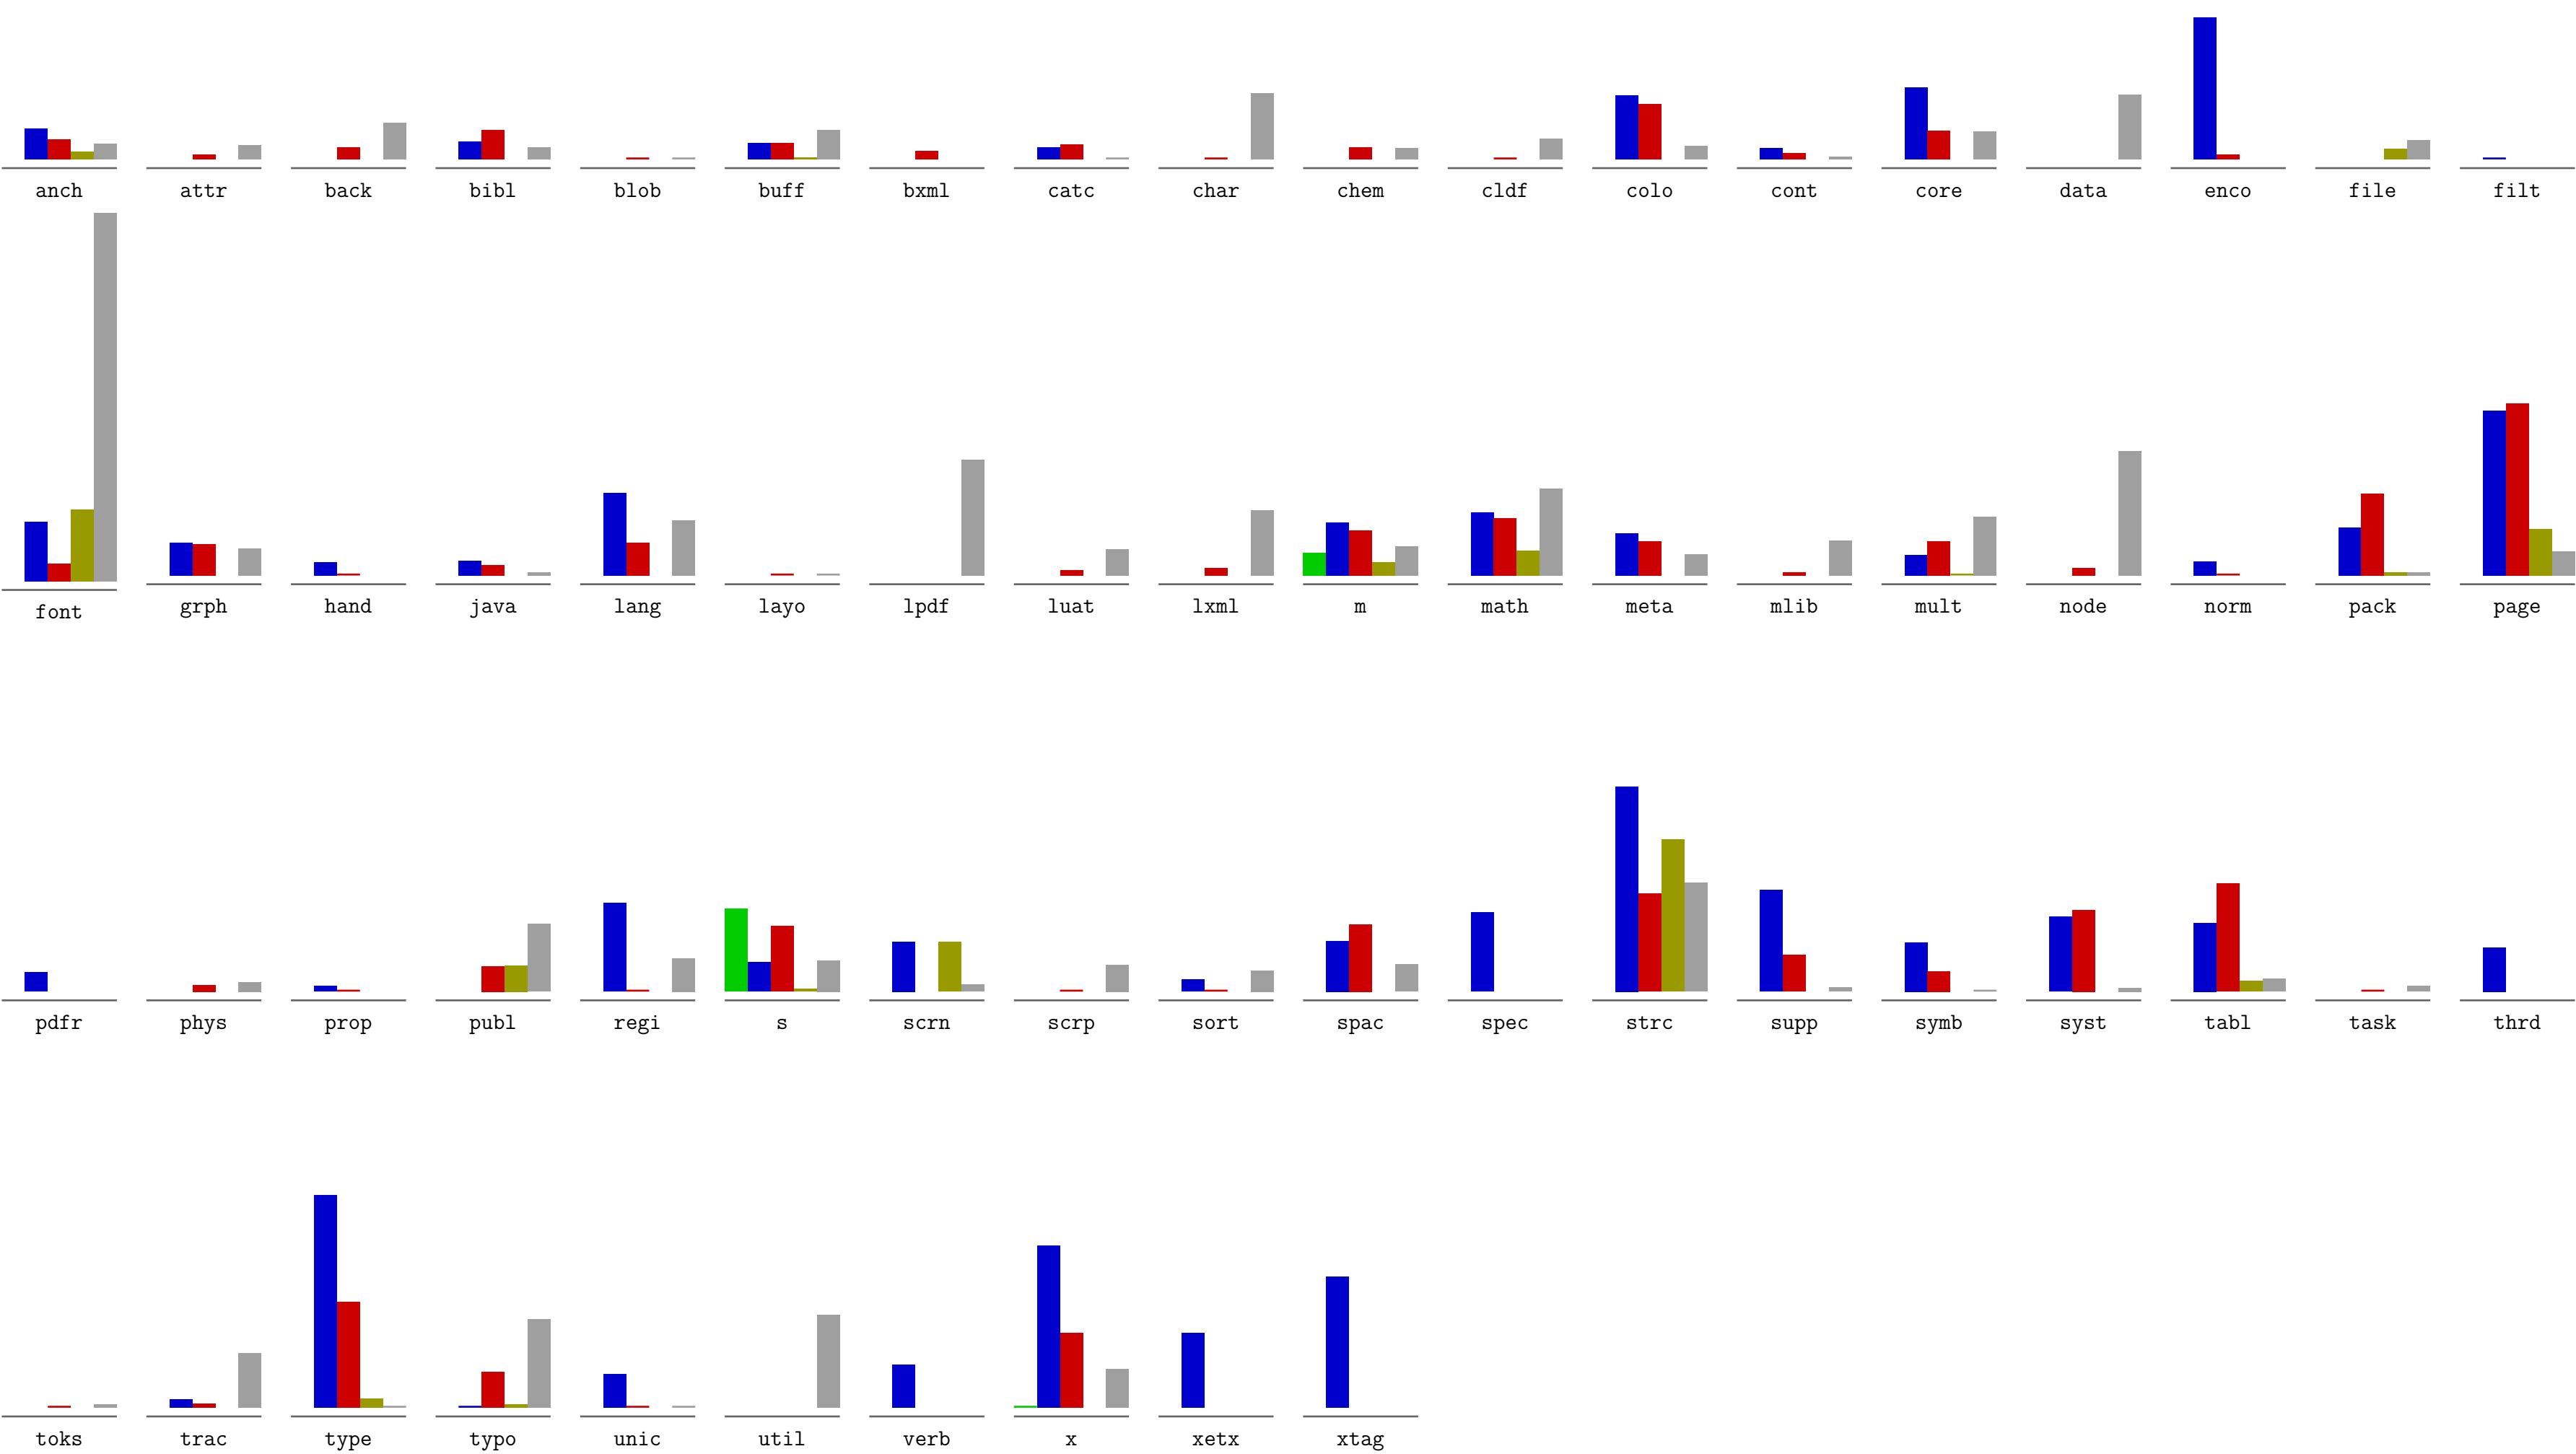 anch attr back bibl blob buff bxml catc char chem cldf colo cont core data enco file filt
font grph hand java lang layo lpdf luat lxml m math meta mlib mult node norm pack page
pdfr phys prop publ regi s scrn scrp sort spac spec strc supp symb syst tabl task thrd
toks trac type typo unic util verb x xetx xtag